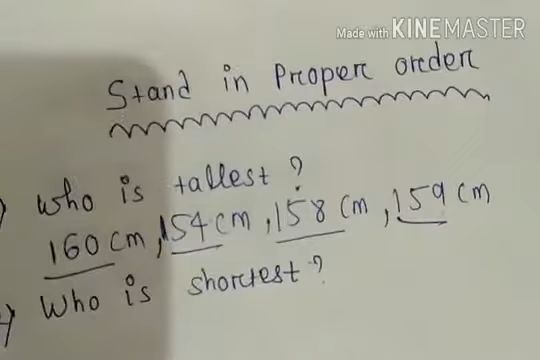 Made with KINEMASTER
Stand in Proper order
) Who is tallest ?
160 cm, 154 cm, 158 cm, 159 cm
) Who is shortest ?